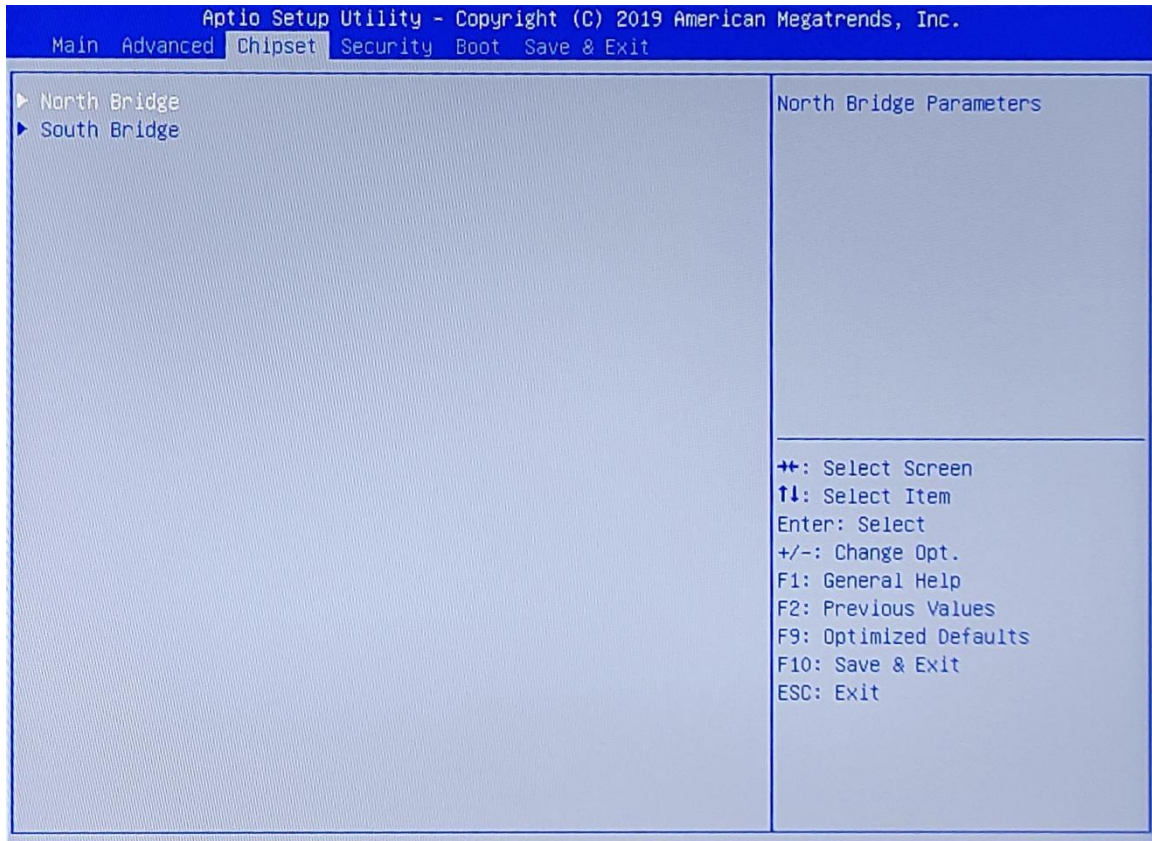 Aptio Setup Utility - Copyright (C) 2019 American Megatrends, Inc.
Main Advanced Chipset Security Boot Save & Exit
North Bridge
South Bridge
North Bridge Parameters
→←: Select Screen
↑↓: Select Item
Enter: Select
+/-: Change Opt.
F1: General Help
F2: Previous Values
F9: Optimized Defaults
F10: Save & Exit
ESC: Exit